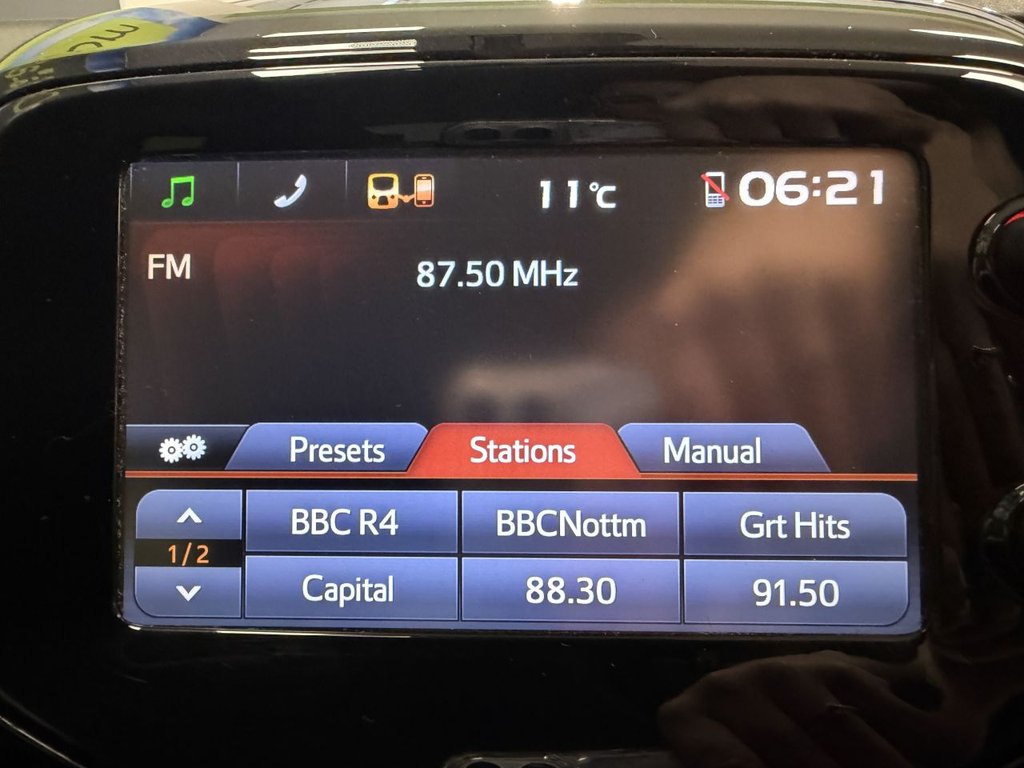 11°C 06:21
FM
87.50 MHz
Presets Stations Manual
BBC R4 BBCNottm Grt Hits
1/2
Capital 88.30 91.50